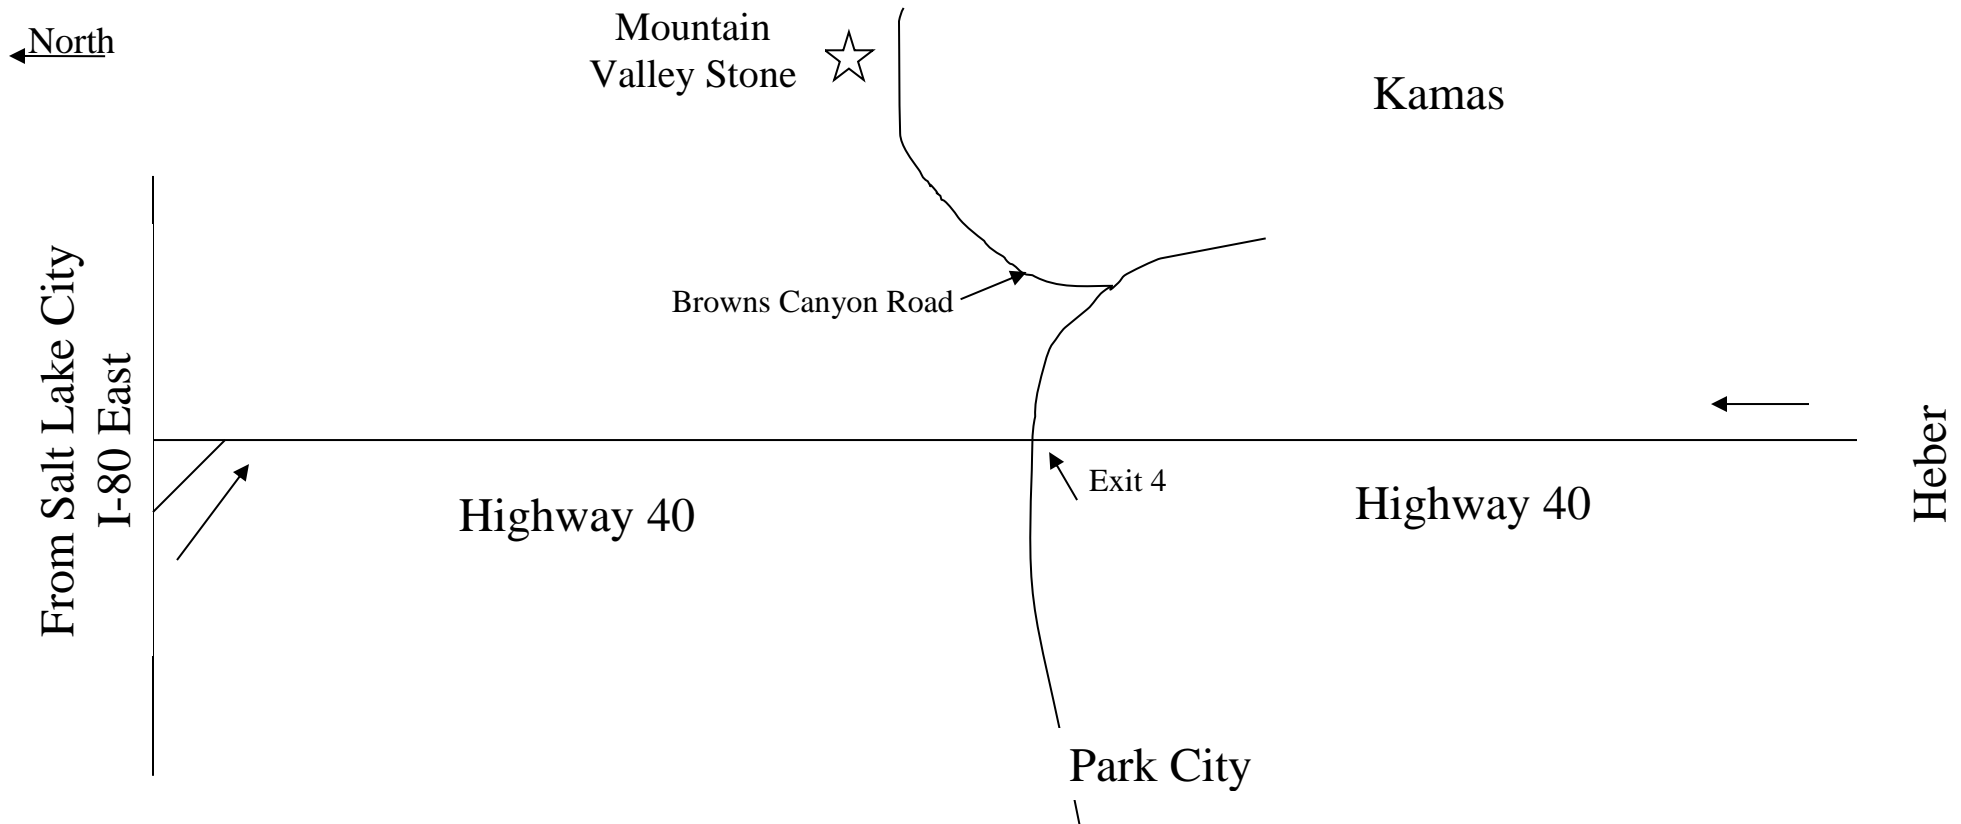 North
Mountain
Valley Stone
Kamas
Browns Canyon Road
From Salt Lake City
I-80 East
Exit 4
Highway 40
Highway 40
Heber
Park City